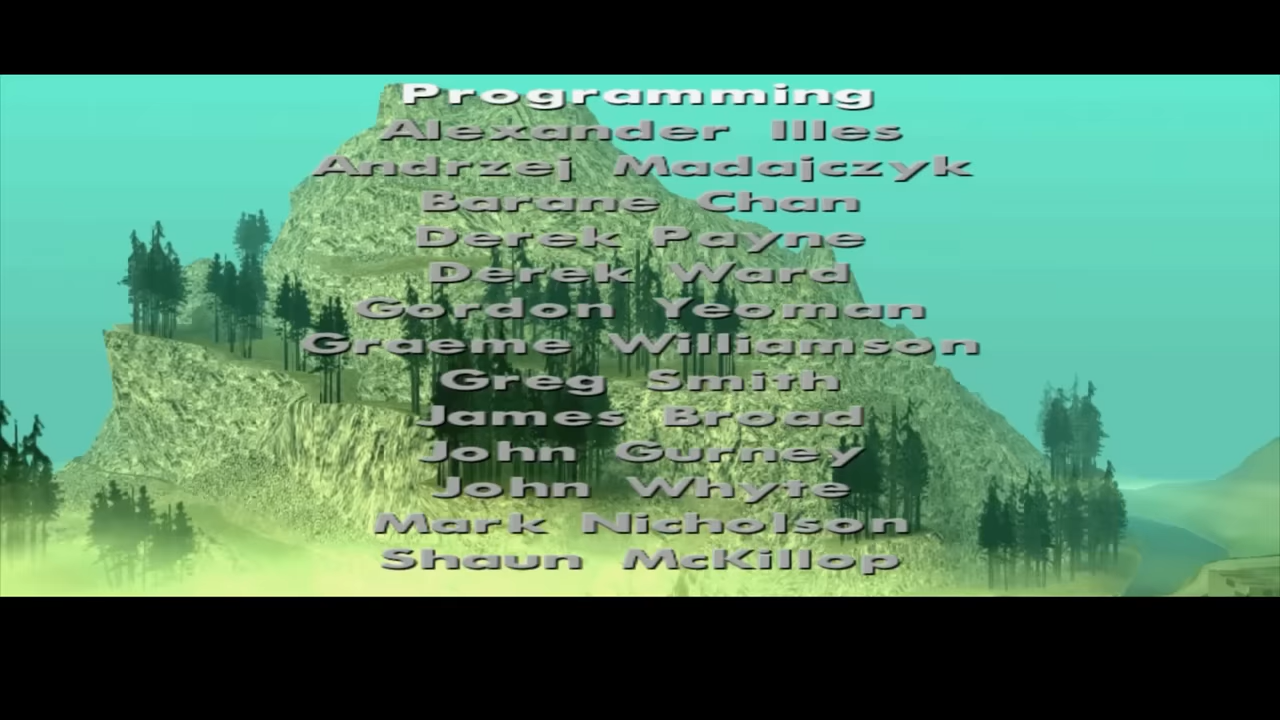 Programming
Alexander Illes
Andrzej Madajczyk
Barane Chan
Derek Payne
Derek Ward
Gordon Yeoman
Graeme Williamson
Greg Smith
James Broad
John Gurney
John Whyte
Mark Nicholson
Shaun McKillop